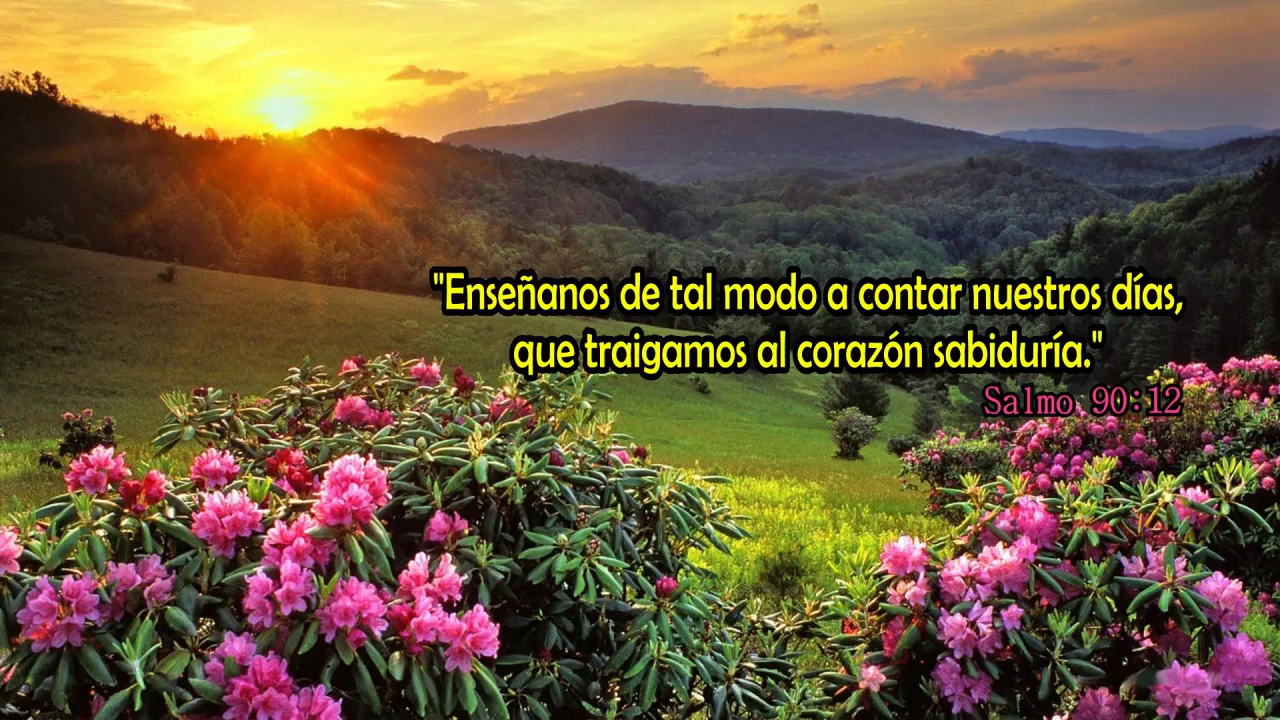 "Enseñanos de tal modo a contar nuestros días,
que traigamos al corazón sabiduría."
Salmo 90:12